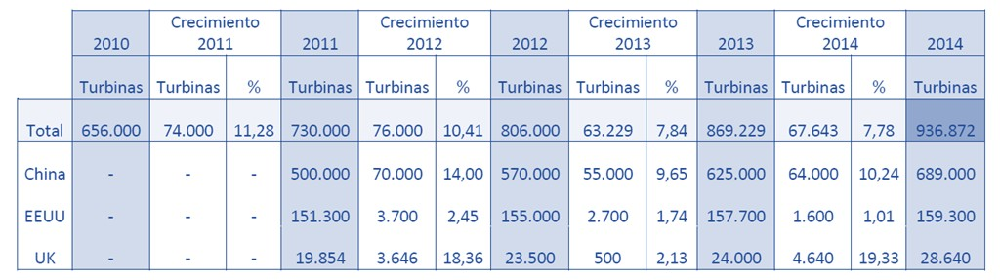 2010 Crecimiento 2011 2011 Crecimiento 2012 2012 Crecimiento 2013 2013 Crecimiento 2014 2014
Turbinas Turbinas % Turbinas Turbinas % Turbinas Turbinas % Turbinas Turbinas % Turbinas
Total 656.000 74.000 11,28 730.000 76.000 10,41 806.000 63.229 7,84 869.229 67.643 7,78 936.872
China - - - 500.000 70.000 14,00 570.000 55.000 9,65 625.000 64.000 10,24 689.000
EEUU - - - 151.300 3.700 2,45 155.000 2.700 1,74 157.700 1.600 1,01 159.300
UK - - - 19.854 3.646 18,36 23.500 500 2,13 24.000 4.640 19,33 28.640